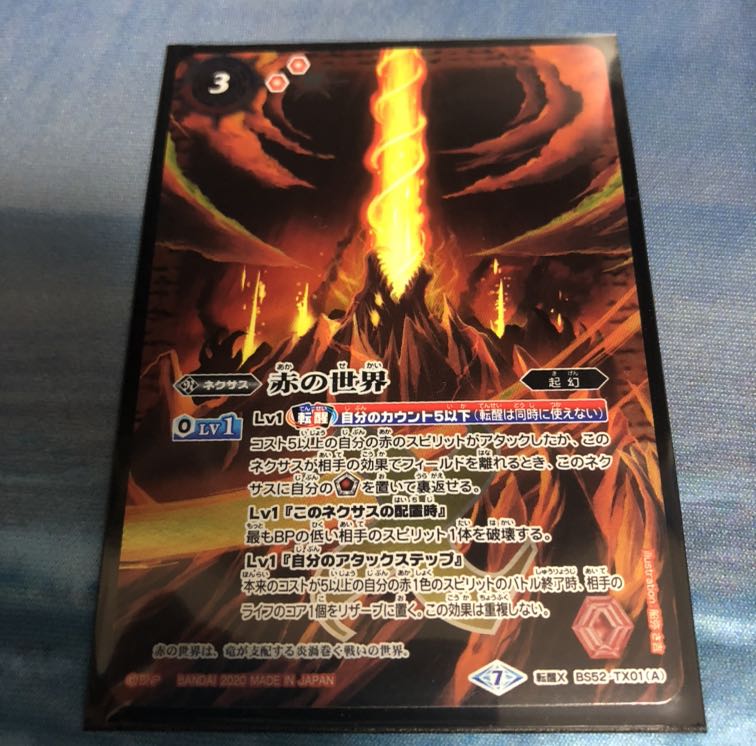 3
ネクサス
赤の世界
起幻
0 LV1
Lv1 転醒 自分のカウント5以下(転醒は同時に使えない)
コスト5以上の自分の赤のスピリットがアタックしたか、この
ネクサスが相手の効果でフィールドを離れるとき、このネク
サスに自分の を置いて裏返せる。
Lv1『このネクサスの配置時』
最もBPの低い相手のスピリット1体を破壊する。
Lv1『自分のアタックステップ』
本来のコストが5以上の自分の赤1色のスピリットのバトル終了時、相手の
ライフのコア1個をリザーブに置く。この効果は重複しない。
赤の世界は、竜が支配する炎渦巻く戦いの世界。
©BNP BANDAI 2020 MADE IN JAPAN
7 転醒X BS52-TX01(A)
illustration